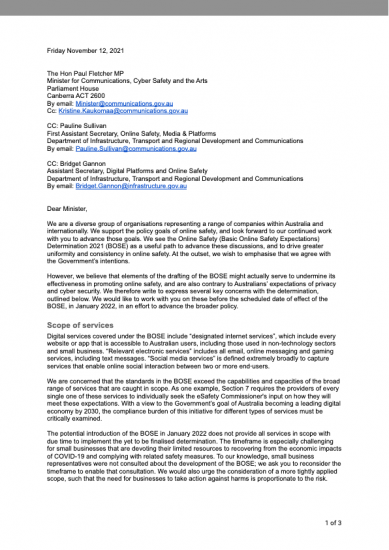 Friday November 12, 2021
The Hon Paul Fletcher MP
Minister for Communications, Cyber Safety and the Arts
Parliament House
Canberra ACT 2600
By email: Minister@communications.gov.au
Cc: Kristine.Kaukomaa@communications.gov.au
CC: Pauline Sullivan
First Assistant Secretary, Online Safety, Media & Platforms
Department of Infrastructure, Transport and Regional Development and Communications
By email: Pauline.Sullivan@communications.gov.au
CC: Bridget Gannon
Assistant Secretary, Digital Platforms and Online Safety
Department of Infrastructure, Transport and Regional Development and Communications
By email: Bridget.Gannon@infrastructure.gov.au
Dear Minister,
We are a diverse group of organisations representing a range of companies within Australia and
internationally. We support the policy goals of online safety, and look forward to our continued work
with you to advance those goals. We see the Online Safety (Basic Online Safety Expectations)
Determination 2021 (BOSE) as a useful path to advance these discussions, and to drive greater
uniformity and consistency in online safety. At the outset, we wish to emphasise that we agree with
the Government's intentions.
However, we believe that elements of the drafting of the BOSE might actually serve to undermine its
effectiveness in promoting online safety, and are also contrary to Australians' expectations of privacy
and cyber security. We therefore write to express several key concerns with the determination,
outlined below. We would like to work with you on these before the scheduled date of effect of the
BOSE, in January 2022, in an effort to advance the broader policy.
Scope of services
Digital services covered under the BOSE include "designated internet services", which include every
website or app that is accessible to Australian users, including those used in non-technology sectors
and small business. "Relevant electronic services" includes all email, online messaging and gaming
services, including text messages. "Social media services" is defined extremely broadly to capture
services that enable online social interaction between two or more end-users.
We are concerned that the standards in the BOSE exceed the capabilities and capacities of the broad
range of services that are caught in scope. As one example, Section 7 requires the providers of every
single one of these services to individually seek the eSafety Commissioner's input on how they will
meet these expectations. With a view to the Government's goal of Australia becoming a leading digital
economy by 2030, the compliance burden of this initiative for different types of services must be
critically examined.
The potential introduction of the BOSE in January 2022 does not provide all services in scope with
due time to implement the yet to be finalised determination. The timeframe is especially challenging
for small businesses that are devoting their limited resources to recovering from the economic impacts
of COVID-19 and complying with related safety measures. To our knowledge, small business
representatives were not consulted about the development of the BOSE; we ask you to reconsider the
timeframe to enable that consultation. We would also urge the consideration of a more tightly applied
scope, such that the need for businesses to take action against harms is proportionate to the risk.
1 of 3